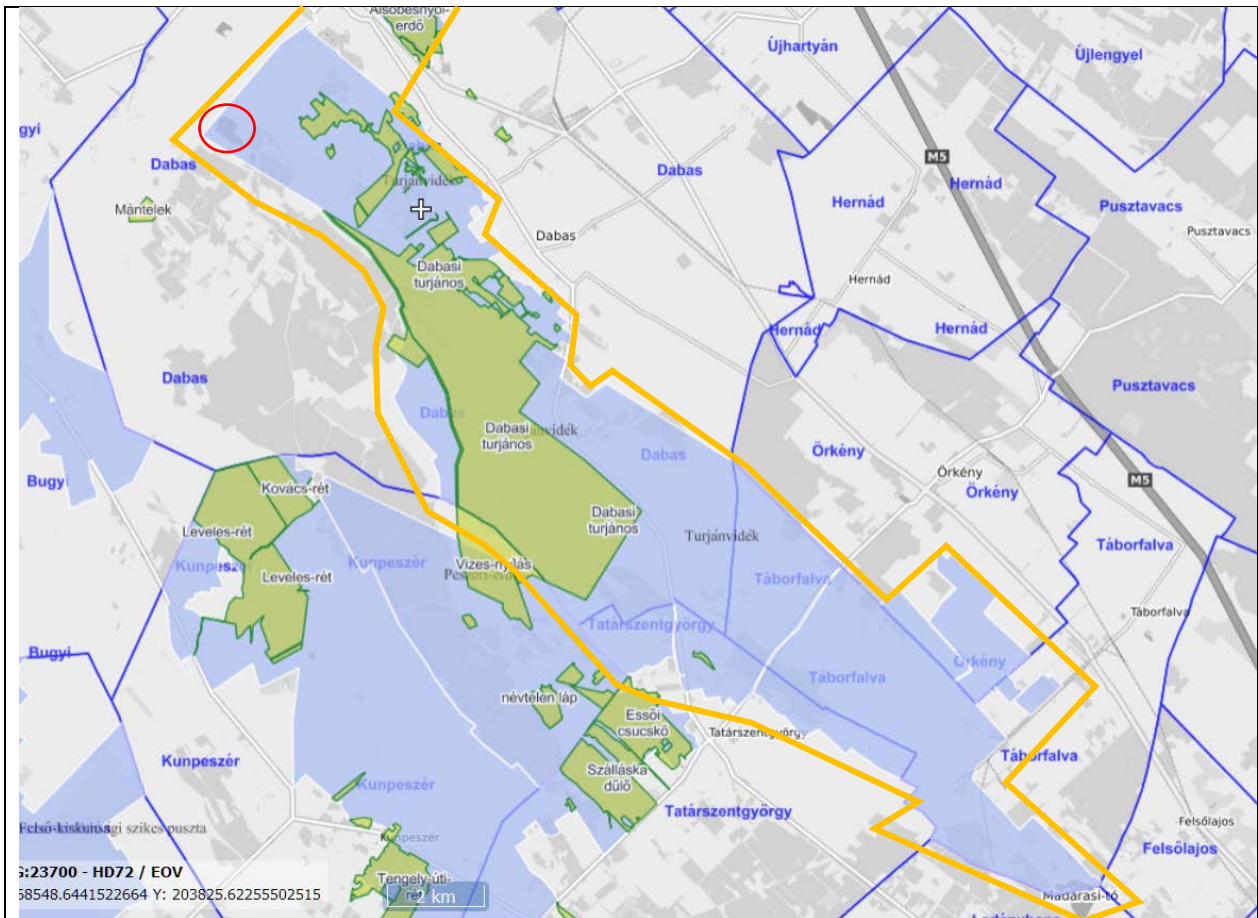 Alsóbesnyői-
erdő
Újhartyán
Újlengyel
gyi
Dabas
M5
Dabas
Hernád
Hernád
Turjánvidék
Mántelek
Pusztavacs
Pusztavacs
Dabas
Dabasi
turjános
Hernád
Hernád
Hernád
Dabas
Pusztavacs
Dabas
Dabasi
turjános
Dabas
Örkény
Örkény
Örkény
M5
Bugyi
Kovács-rét
Leveles-rét
Dabasi
turjános
Turjánvidék
Táborfalva
Kunpeszér
Kunpeszér
Vizes-nyilás
Leveles-rét
Táborfalva
Táborfalva
Tatárszentgyörgy
Bugyi
Örkény
Táborfalva
névtelen láp
Essői
csucskó
Tatárszentgyörgy
Kunpeszér
Táborfalva
Szálláska
dűlő
Kunpeszér
Tatárszentgyörgy
Felső-kiskunsági szikes puszta
Kunpeszér
Felsőlajos
Felsőlajos
G:23700 - HD72 / EOV
58548.6441522664 Y: 203825.62255502515
Tengely-úti-
rét
2 km
Madarasi-tó